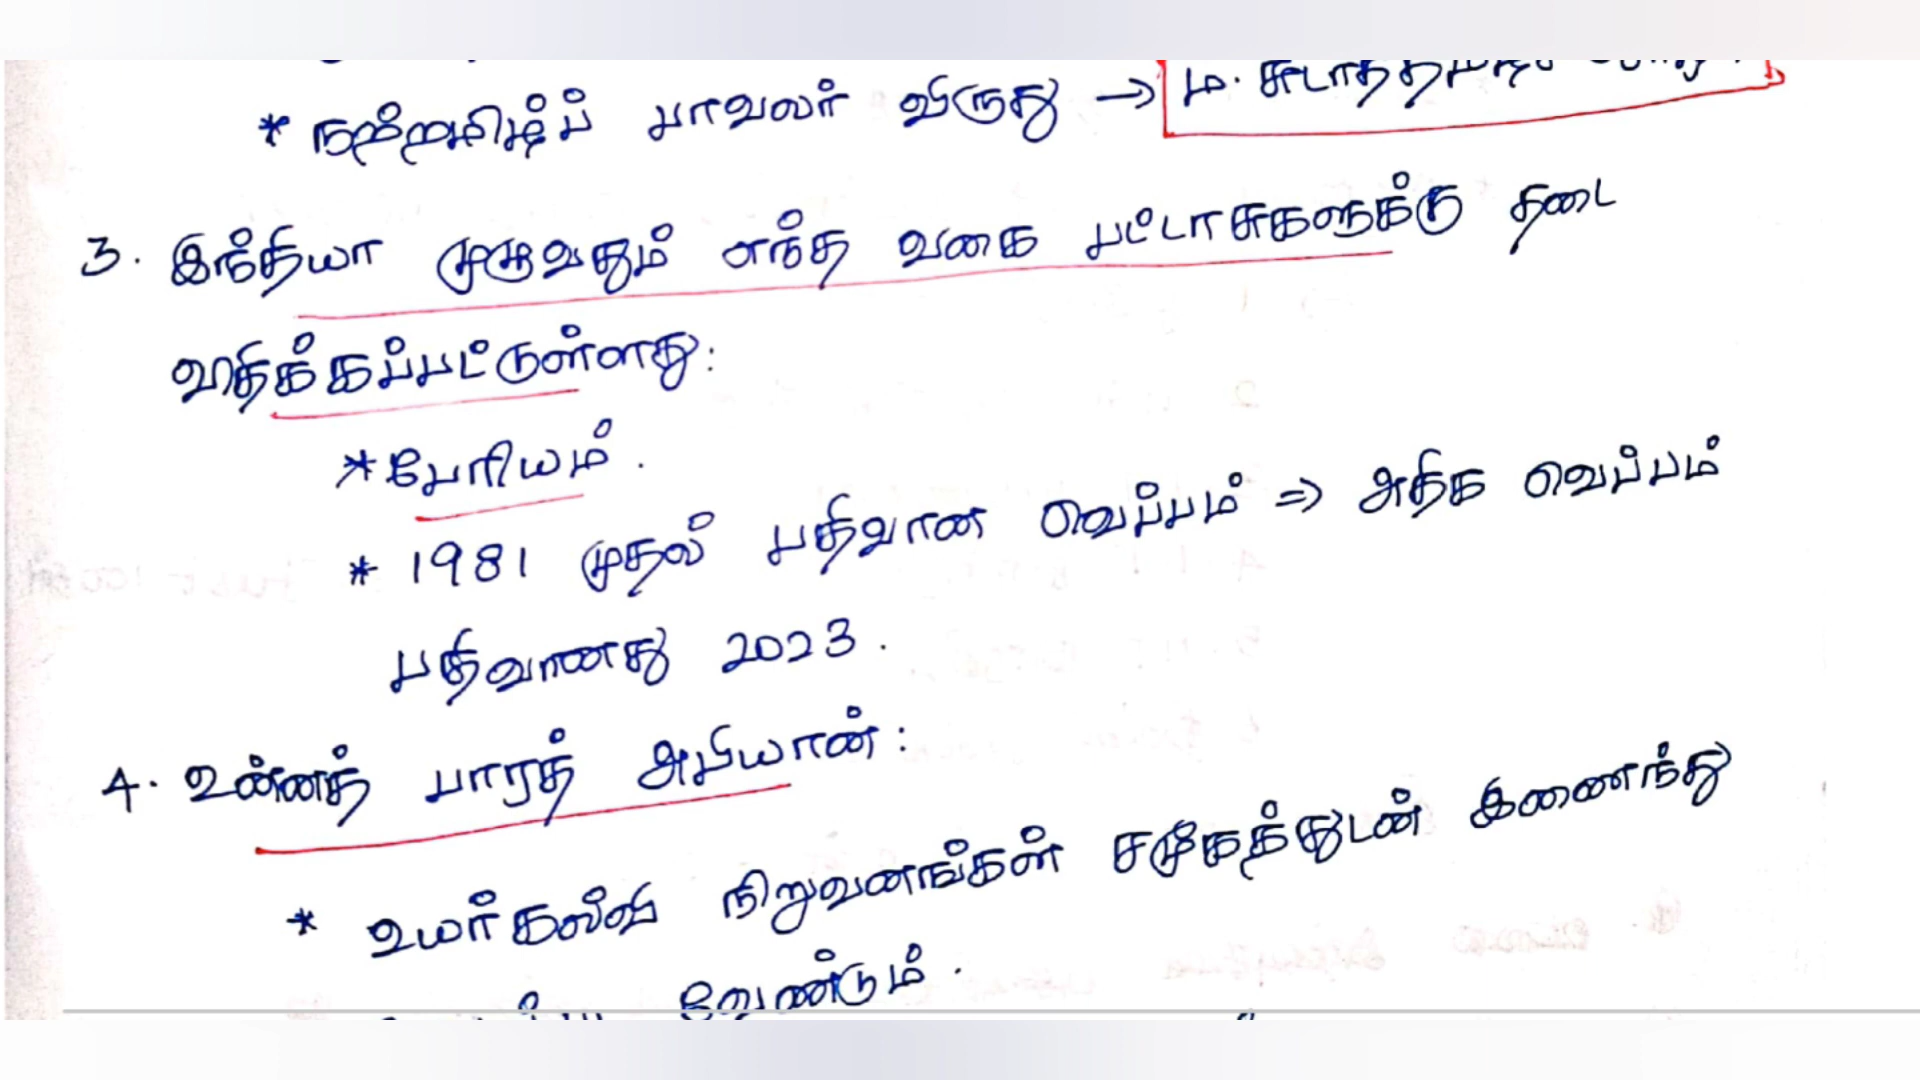 * நற்றமிழ்ப் பாவலர் விருது → ம.
3. இந்தியா முழுவதும் எந்த வகை பட்டாசுகளுக்கு தடை
விதிக்கப்பட்டுள்ளது:
* பேரியம்.
* 1981 முதல் பதிவான வெப்பம் => அதிக வெப்பம்
பதிவானது 2023.
4. உன்னத் பாரத் அபியான்:
* உயர்கல்வி நிறுவனங்கள் சமூகத்துடன் இணைந்து
வேண்டும்.